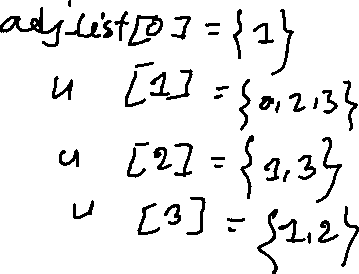 adjList[0] = {1}
" [1] = {0,2,3}
" [2] = {1,3}
" [3] = {1,2}